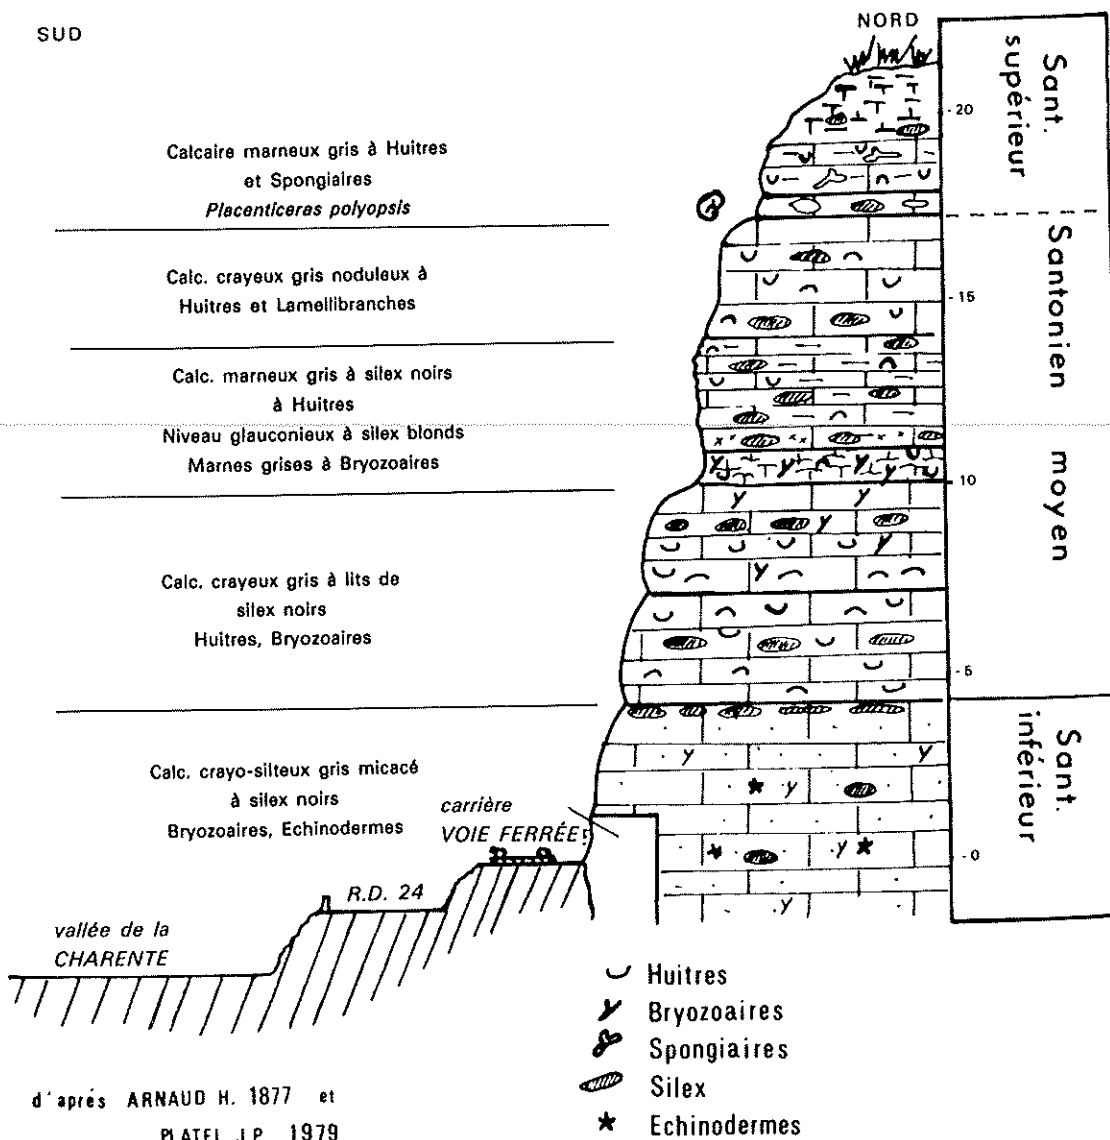 SUD
NORD
Sant.
supérieur
- 20
Calcaire marneux gris à Huitres
et Spongiaires
Placenticeras polyopsis
Santonien
moyen
Calc. crayeux gris noduleux à
Huitres et Lamellibranches
- 15
Calc. marneux gris à silex noirs
à Huitres
Niveau glauconieux à silex blonds
Marnes grises à Bryozoaires
10
Calc. crayeux gris à lits de
silex noirs
Huitres, Bryozoaires
- 5
Sant.
inférieur
Calc. crayo-silteux gris micacé
à silex noirs
Bryozoaires, Echinodermes
carrière
VOIE FERRÉE
- 0
R.D. 24
vallée de la
CHARENTE
Huitres
Bryozoaires
Spongiaires
Silex
Echinodermes
d'aprés ARNAUD H. 1877 et
PLATEL J.P. 1979